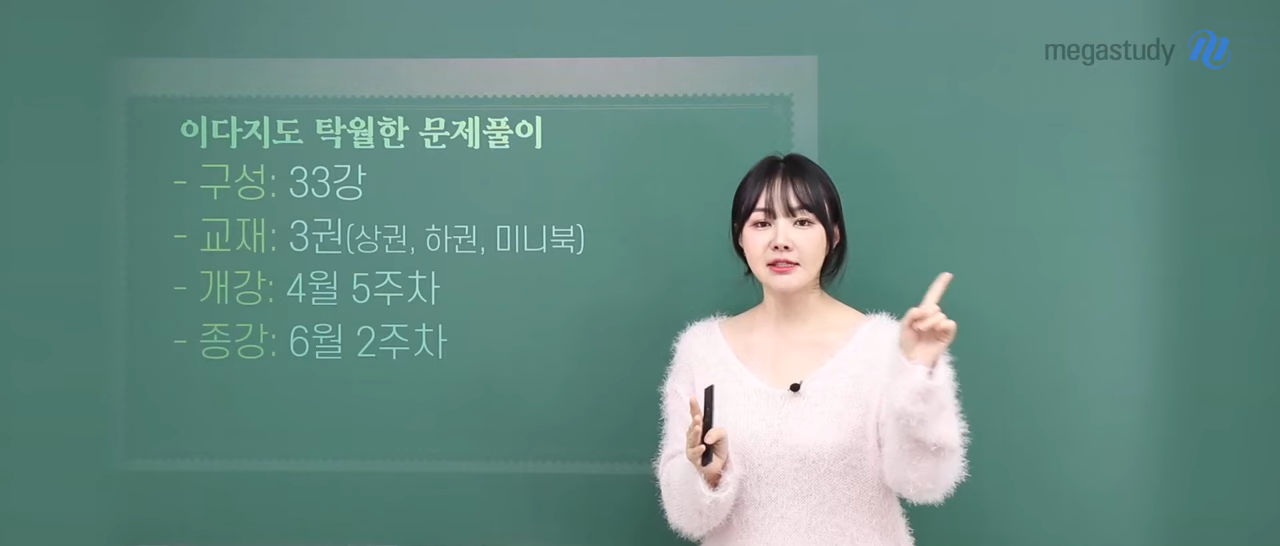 megastudy
이다지도 탁월한 문제풀이
- 구성: 33강
- 교재: 3권(상권, 하권, 미니북)
- 개강: 4월 5주차
- 종강: 6월 2주차